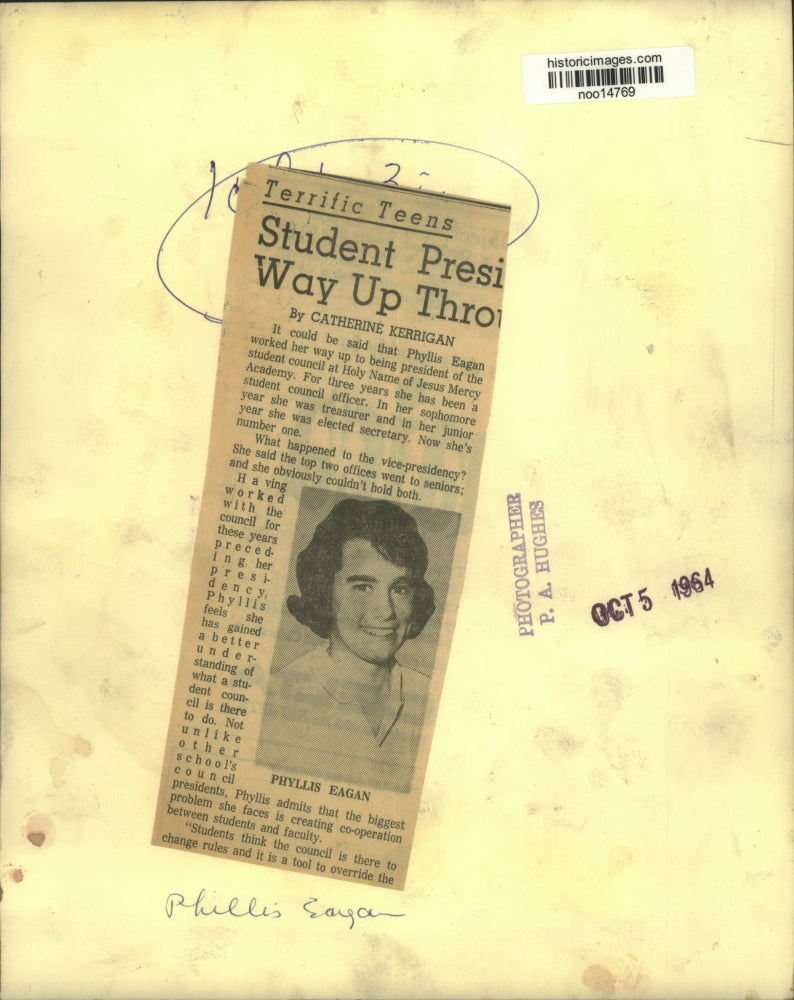 historicimages.com
noo14769
Terrific Teens
Student Presi
Way Up Throu
By CATHERINE KERRIGAN
It could be said that Phyllis Eagan
worked her way up to being president of the
student council at Holy Name of Jesus Mercy
Academy. For three years she has been a
student council officer. In her sophomore
year she was treasurer and in her junior
year she was elected secretary. Now she's
number one.
What happened to the vice-presidency?
She said the top two offices went to seniors;
and she obviously couldn't hold both.
Having
worked
with the
council for
these years
preced-
ing her
presi-
dency,
Phyllis
feels she
has gained
a better
under-
standing of
what a stu-
dent coun-
cil is there
to do. Not
unlike
other
school's
council
PHYLLIS EAGAN
presidents, Phyllis admits that the biggest
problem she faces is creating co-operation
between students and faculty.
"Students think the council is there to
change rules and it is a tool to override the
PHOTOGRAPHER
P. A. HUGHES
OCT 5 1964
Phillis Eagan